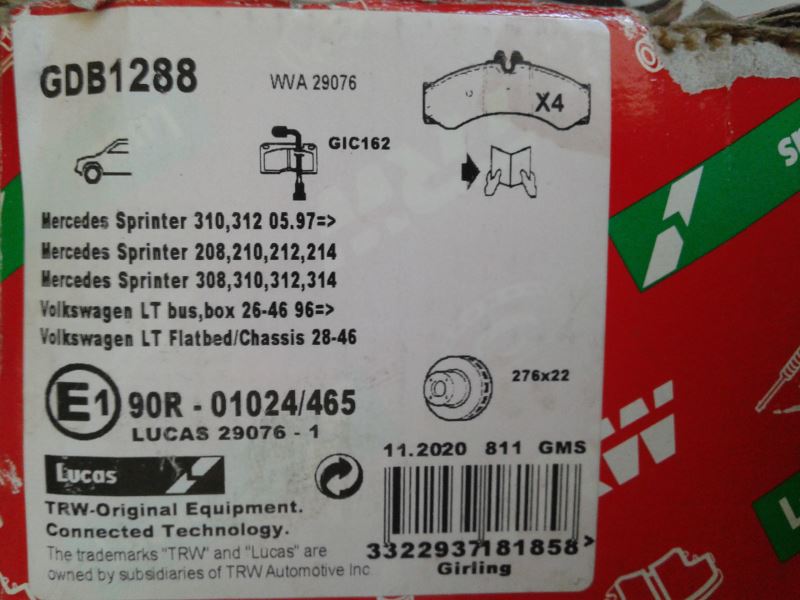 GDB1288
WVA 29076
X4
GIC162
Mercedes Sprinter 310,312 05.97=>
Mercedes Sprinter 208,210,212,214
Mercedes Sprinter 308,310,312,314
Volkswagen LT bus,box 26-46 96=>
Volkswagen LT Flatbed/Chassis 28-46
E1 90R - 01024/465
LUCAS 29076 - 1
276x22
11.2020 811 GMS
Lucas
TRW-Original Equipment.
Connected Technology.
The trademarks "TRW" and "Lucas" are
owned by subsidiaries of TRW Automotive Inc
3322937181858>
Girling